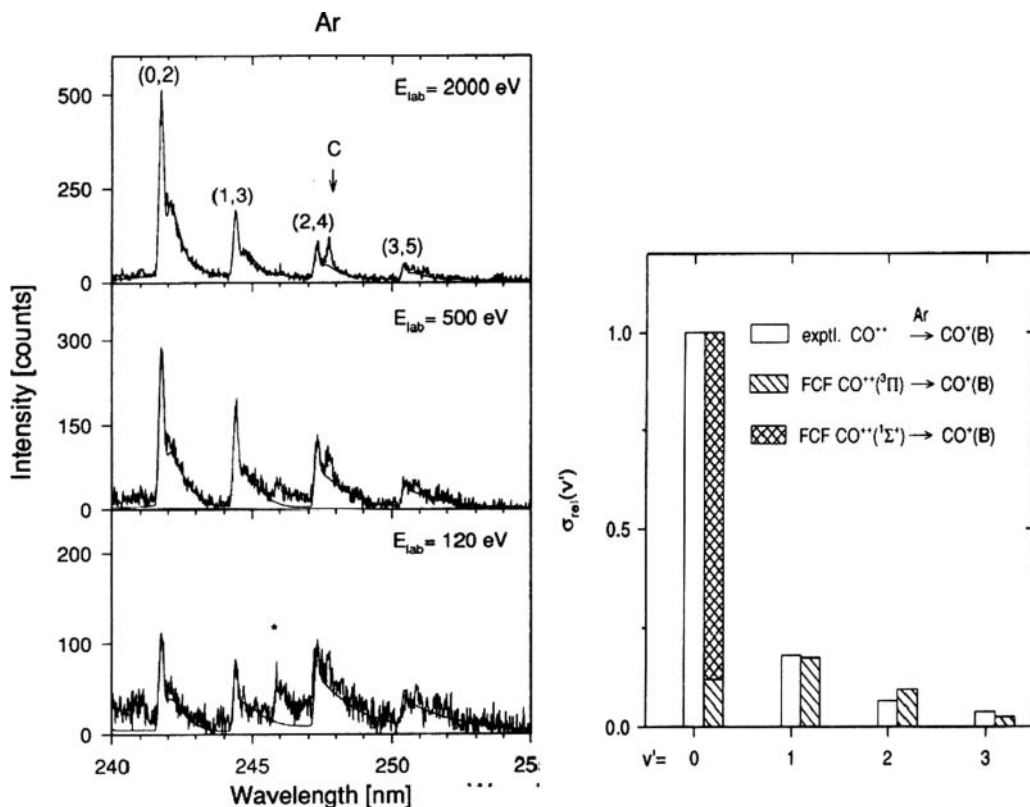 Ar
Intensity [counts]
500
250
0
(0,2)
(1,3)
(2,4)
C
(3,5)
E_lab= 2000 eV
300
150
0
E_lab= 500 eV
200
100
0
*
E_lab= 120 eV
240 245 250 25
Wavelength [nm]
σ_rel(v')
1.0
0.5
0.0
Ar
exptl. CO⁺⁺ → CO⁺(B)
FCF CO⁺⁺(³Π) → CO⁺(B)
FCF CO⁺⁺(¹Σ⁺) → CO⁺(B)
v'= 0 1 2 3